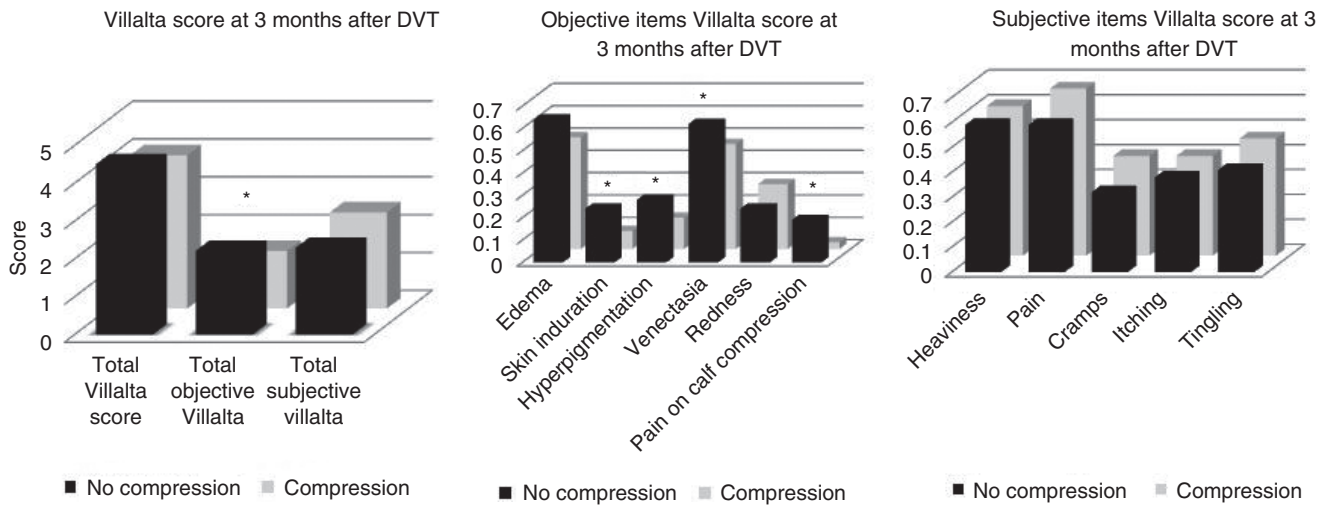 Villalta score at 3 months after DVT
Score
5
4
3
2
1
0
*
Total
Villalta
score
Total
objective
Villalta
Total
subjective
villalta
No compression
Compression
Objective items Villalta score at
3 months after DVT
0.7
0.6
0.5
0.4
0.3
0.2
0.1
0
*
*
*
*
Edema
Skin induration
Hyperpigmentation
Venectasia
Redness
Pain on calf compression
No compression
Compression
Subjective items Villalta score at 3
months after DVT
0.7
0.6
0.5
0.4
0.3
0.2
0.1
0
Heaviness
Pain
Cramps
Itching
Tingling
No compression
Compression